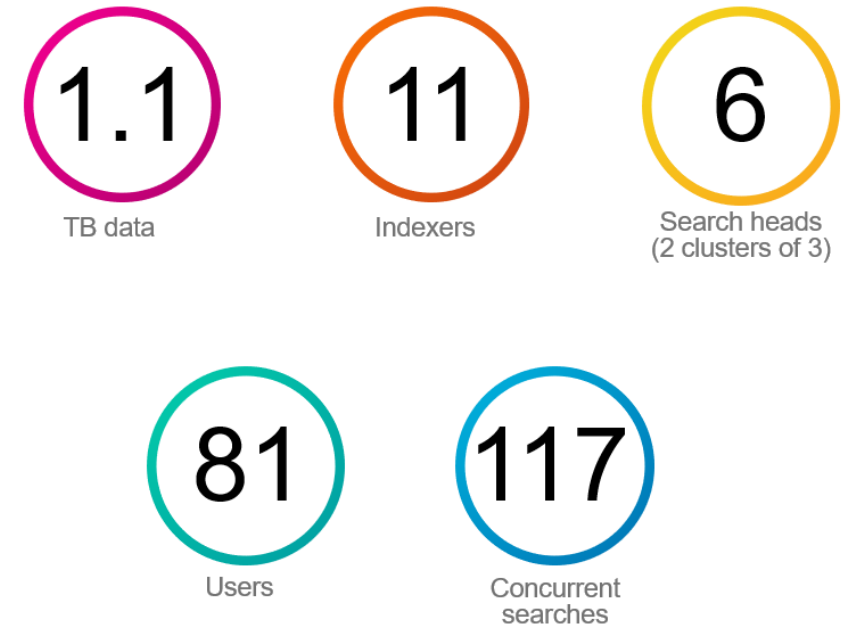 1.1
TB data
11
Indexers
6
Search heads
(2 clusters of 3)
81
Users
117
Concurrent
searches